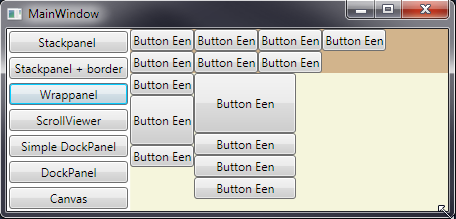 MainWindow
Stackpanel
Stackpanel + border
Wrappanel
ScrollViewer
Simple DockPanel
DockPanel
Canvas
Button Een Button Een Button Een Button Een
Button Een Button Een Button Een
Button Een
Button Een
Button Een
Button Een
Button Een
Button Een
Button Een